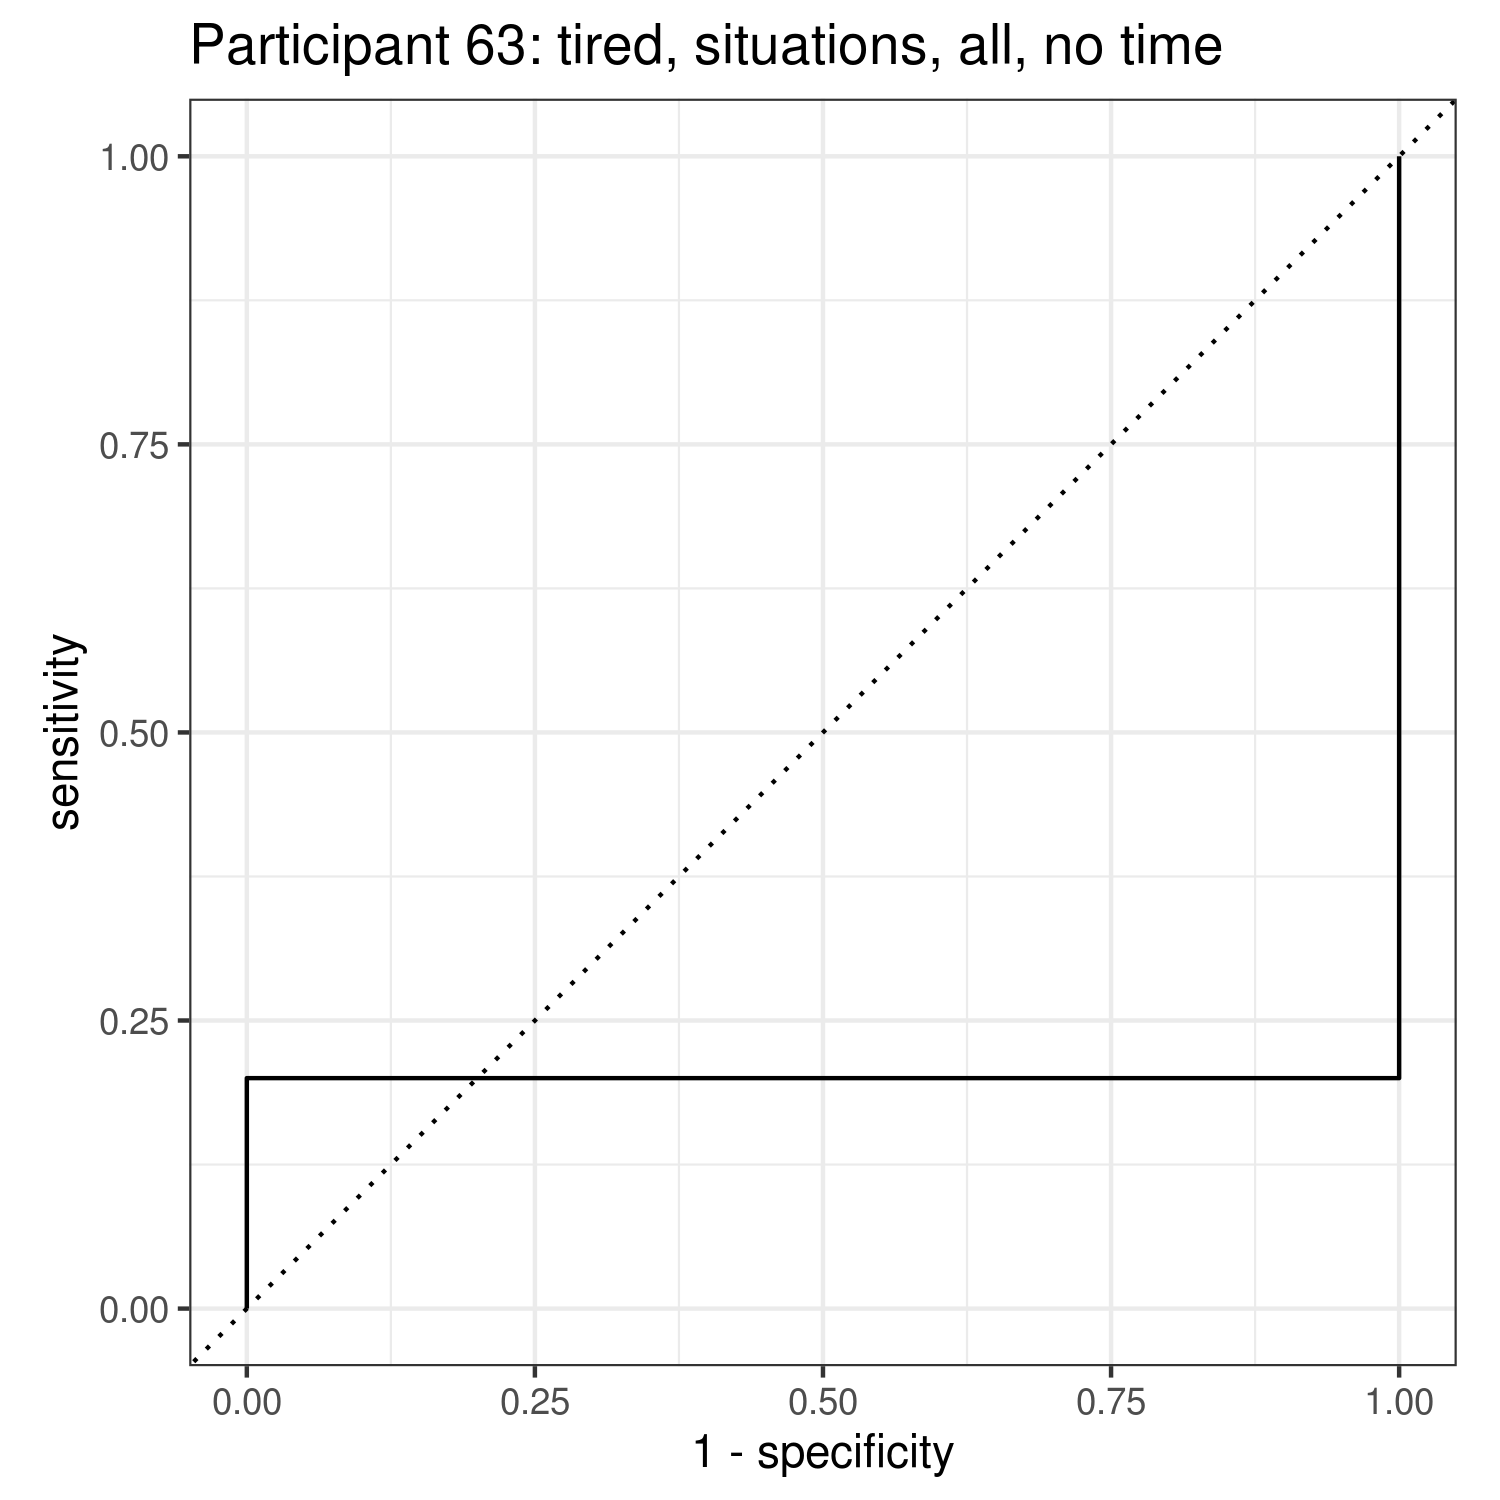 Participant 63: tired, situations, all, no time
1.00
0.75
0.50
0.25
0.00
sensitivity
0.00 0.25 0.50 0.75 1.00
1 - specificity